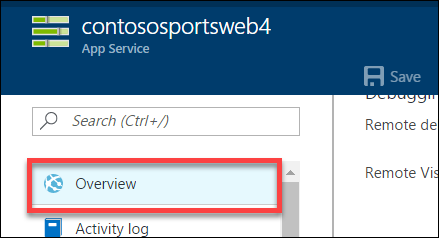 contososportsweb4
App Service
Save
Search (Ctrl+/)
Remote de
Overview
Remote Vis
Activity log